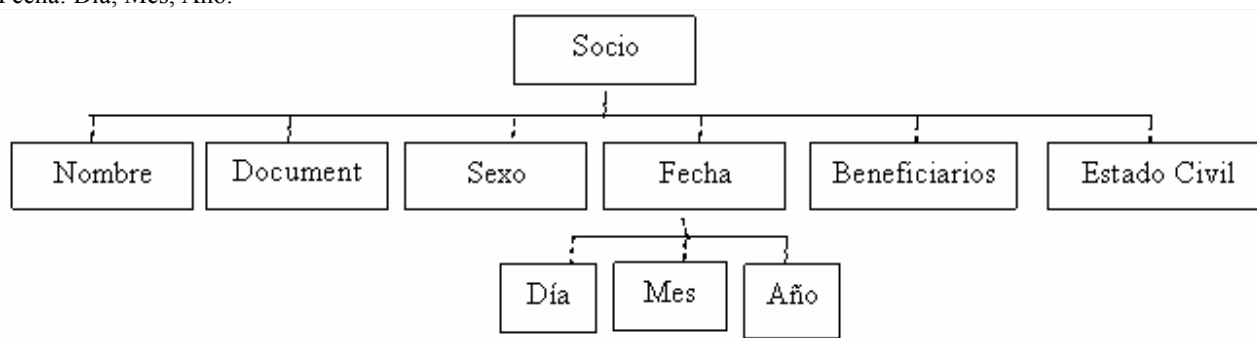 Fecha: Día, Mes, Año.
Socio
Nombre
Document
Sexo
Fecha
Beneficiarios
Estado Civil
Día
Mes
Año